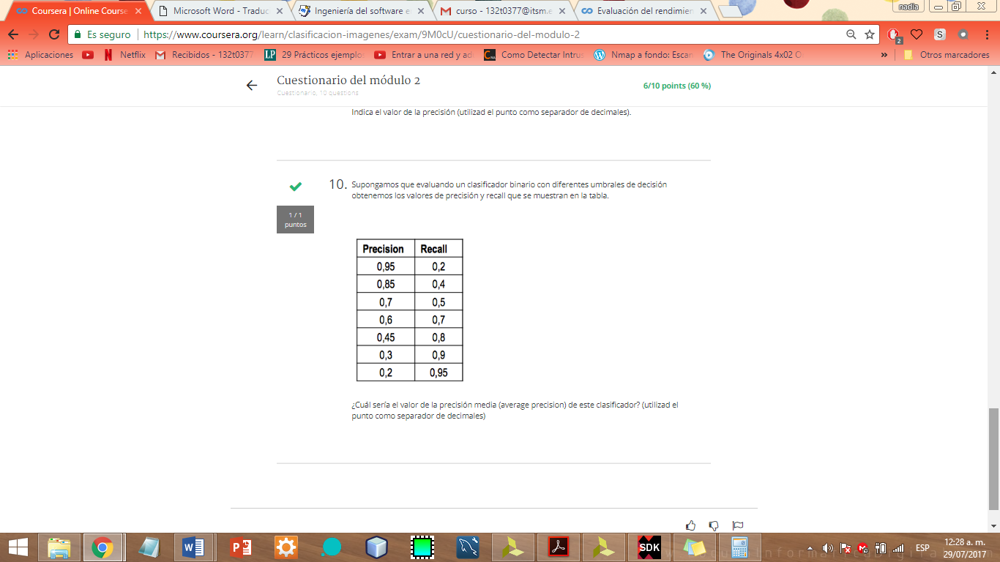 nadia
Coursera | Online Course
Microsoft Word - Traduc
Ingeniería del software e
curso - 132t0377@itsm.e
Evaluación del rendimien
Es seguro
https://www.coursera.org/learn/clasificacion-imagenes/exam/9M0cU/cuestionario-del-modulo-2
S
2
Aplicaciones
Netflix
Recibidos - 132t0377
LP
29 Prácticos ejemplo
Entrar a una red y ad
Como Detectar Intrus
Nmap a fondo: Escan
The Originals 4x02 O
»
Otros marcadores
Cuestionario del módulo 2
6/10 points (60 %)
Cuestionario, 10 questions
Indica el valor de la precisión (utilizad el punto como separador de decimales).
10. Supongamos que evaluando un clasificador binario con diferentes umbrales de decisión
obtenemos los valores de precisión y recall que se muestran en la tabla.
1 / 1
puntos
Precision Recall
0,95 0,2
0,85 0,4
0,7 0,5
0,6 0,7
0,45 0,8
0,3 0,9
0,2 0,95
¿Cuál sería el valor de la precisión media (average precision) de este clasificador? (utilizad el
punto como separador de decimales)
SDK
ESP
12:28 a. m.
29/07/2017